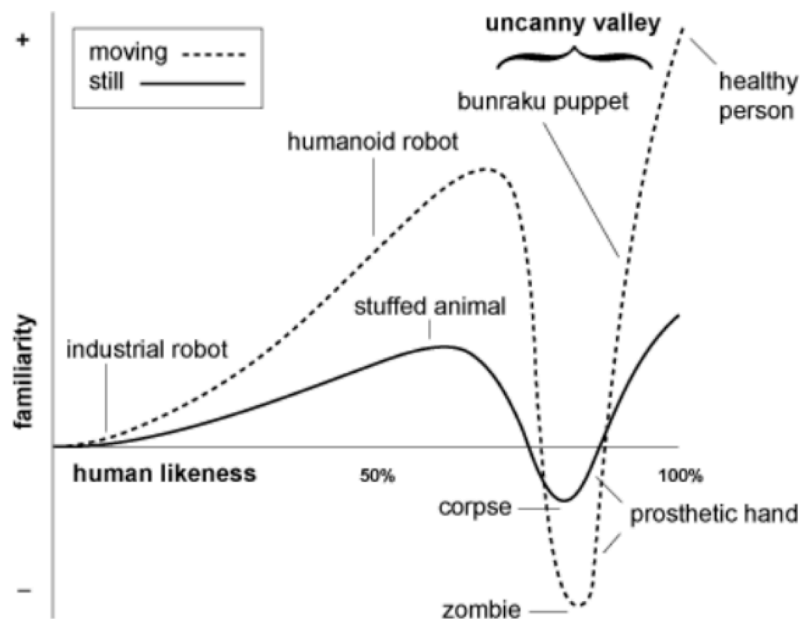 +
uncanny valley
moving
still
healthy
person
bunraku puppet
humanoid robot
stuffed animal
industrial robot
familiarity
human likeness
50%
100%
corpse
prosthetic hand
−
zombie